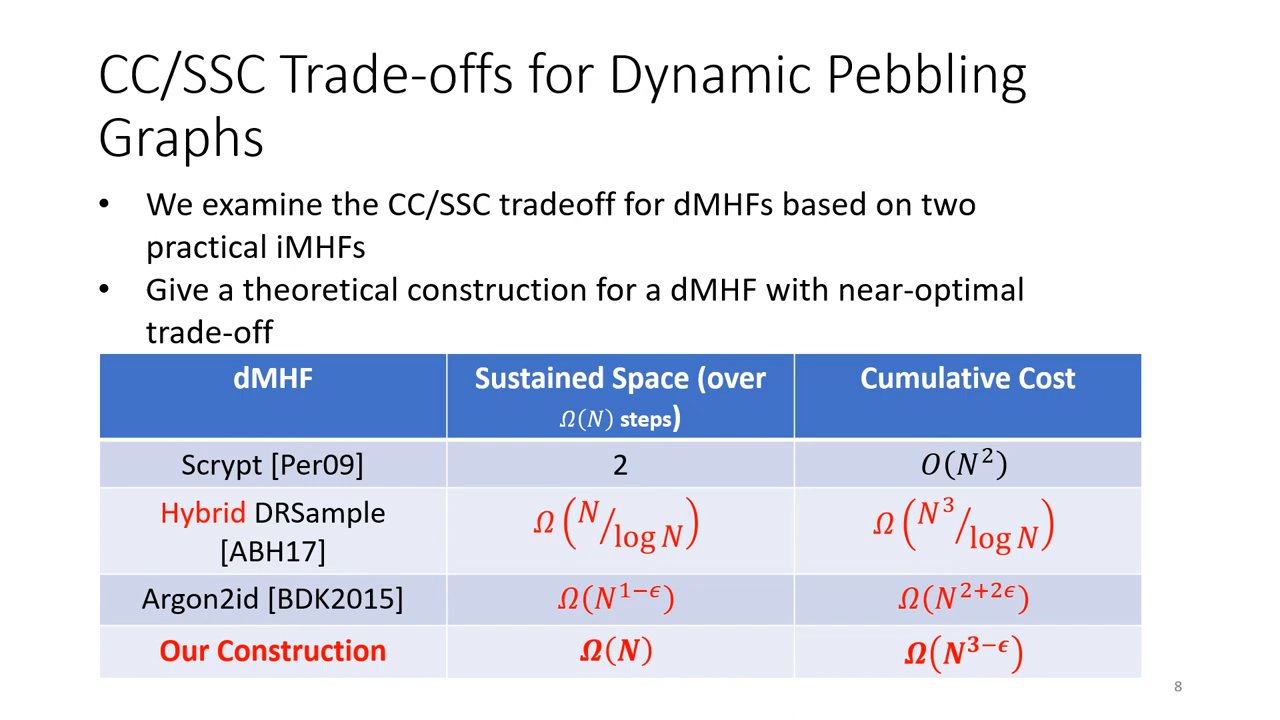 CC/SSC Trade-offs for Dynamic Pebbling
Graphs
• We examine the CC/SSC tradeoff for dMHFs based on two
practical iMHFs
• Give a theoretical construction for a dMHF with near-optimal
trade-off
dMHF Sustained Space (over Cumulative Cost
Ω(N) steps)
Scrypt [Per09] 2 O(N²)
Hybrid DRSample Ω(N/log N) Ω(N³/log N)
[ABH17]
Argon2id [BDK2015] Ω(N^{1−ϵ}) Ω(N^{2+2ϵ})
Our Construction Ω(N) Ω(N^{3−ϵ})
8